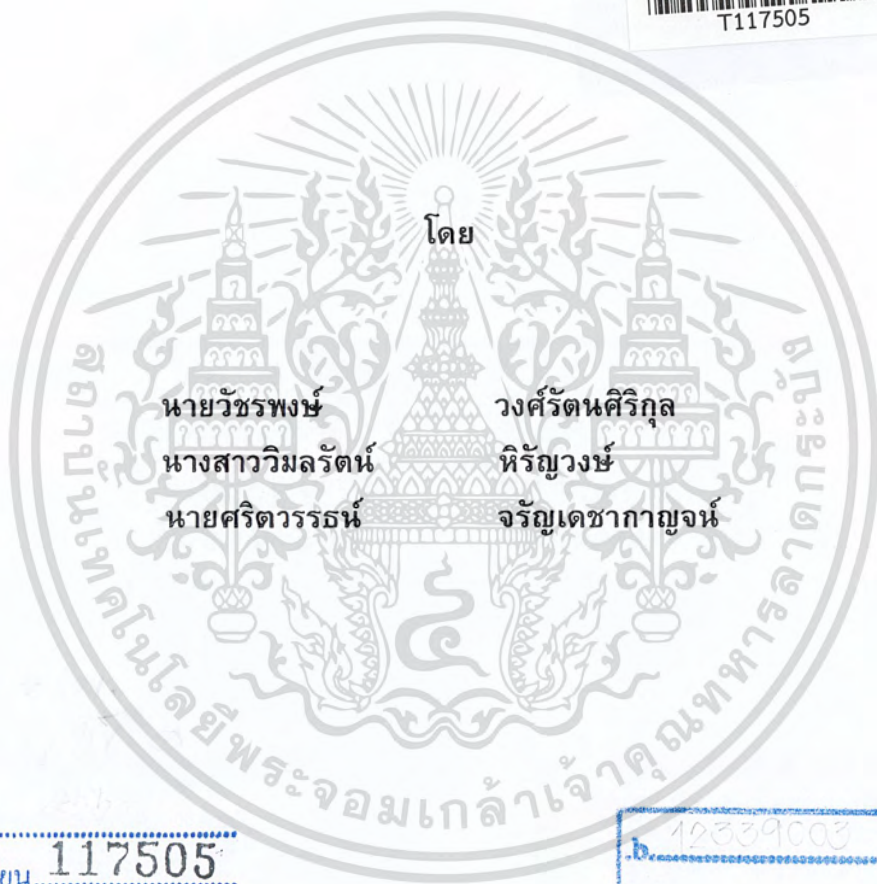 T117505
โดย
นายวัชรพงษ์ วงศ์รัตนศิริกุล
นางสาววิมลรัตน์ หิรัญวงษ์
นายศริตวรรธน์ จรัญเดชากาญจน์
สถาบันเทคโนโลยีพระจอมเกล้าเจ้าคุณทหารลาดกระบัง
117505
.b. 12339003